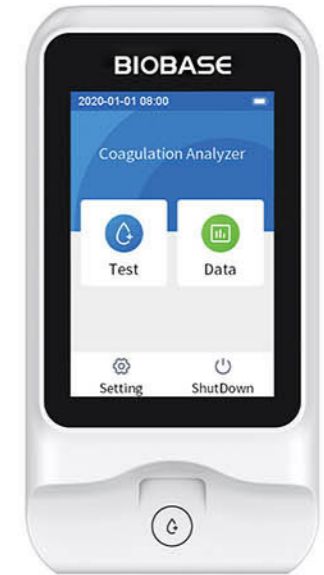 BIOBASE
2020-01-01 08:00
Coagulation Analyzer
Test Data
Setting ShutDown